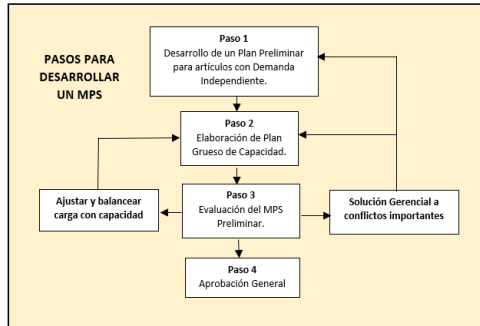 PASOS PARA
DESARROLLAR
UN MPS
Paso 1
Desarrollo de un Plan Preliminar
para artículos con Demanda
Independiente.
Paso 2
Elaboración de Plan
Grueso de Capacidad.
Ajustar y balancear
carga con capacidad
Paso 3
Evaluación del MPS
Preliminar.
Solución Gerencial a
conflictos importantes
Paso 4
Aprobación General